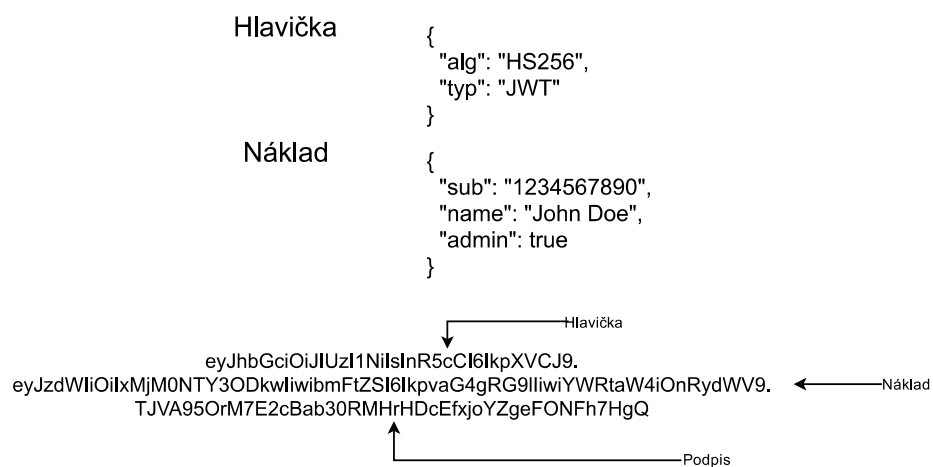 Hlavička
{
"alg": "HS256",
"typ": "JWT"
}
Náklad
{
"sub": "1234567890",
"name": "John Doe",
"admin": true
}
Hlavička
eyJhbGciOiJIUzI1NiIsInR5cCI6IkpXVCJ9.
eyJzdWIiOiIxMjM0NTY3ODkwIiwibmFtZSI6IkpvaG4gRG9lIiwiYWRtaW4iOnRydWV9.
Náklad
TJVA95OrM7E2cBab30RMHrHDcEfxjoYZgeFONFh7HgQ
Podpis